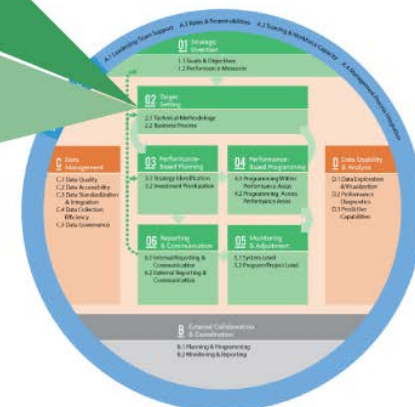 A.1 Leadership Team Support
A.2 Roles & Responsibilities
A.3 Training & Workforce Capacity
A.4 Management Process Integration
01 Strategic
Direction
1.1 Goals & Objectives
1.2 Performance Measures
02 Target
Setting
2.1 Technical Methodology
2.2 Business Process
C Data
Management
C.1 Data Quality
C.2 Data Accessibility
C.3 Data Standardization
& Integration
C.4 Data Collection
Efficiency
C.5 Data Governance
03 Performance-
Based Planning
3.1 Strategy Identification
3.2 Investment Prioritization
04 Performance-
Based Programming
4.1 Programming Within
Performance Areas
4.2 Programming Across
Performance Areas
D Data Usability
& Analysis
D.1 Data Exploration
& Visualization
D.2 Performance
Diagnostics
D.3 Predictive
Capabilities
06 Reporting
& Communication
6.1 Internal Reporting &
Communication
6.2 External Reporting &
Communication
05 Monitoring
& Adjustment
5.1 System Level
5.2 Program/Project Level
B External Collaboration
& Coordination
B.1 Planning & Programming
B.2 Monitoring & Reporting